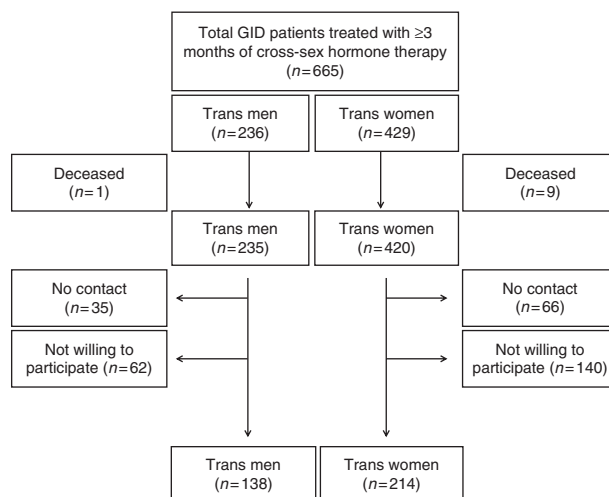 Total GID patients treated with ≥3
months of cross-sex hormone therapy
(n=665)
Trans men
(n=236)
Trans women
(n=429)
Deceased
(n=1)
Deceased
(n=9)
Trans men
(n=235)
Trans women
(n=420)
No contact
(n=35)
No contact
(n=66)
Not willing to
participate (n=62)
Not willing to
participate (n=140)
Trans men
(n=138)
Trans women
(n=214)